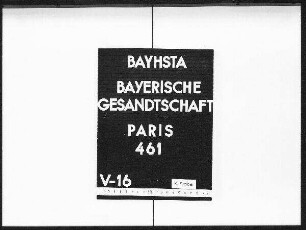 BAYHSTA
BAYERISCHE
GESANDTSCHAFT
PARIS
461
V-16